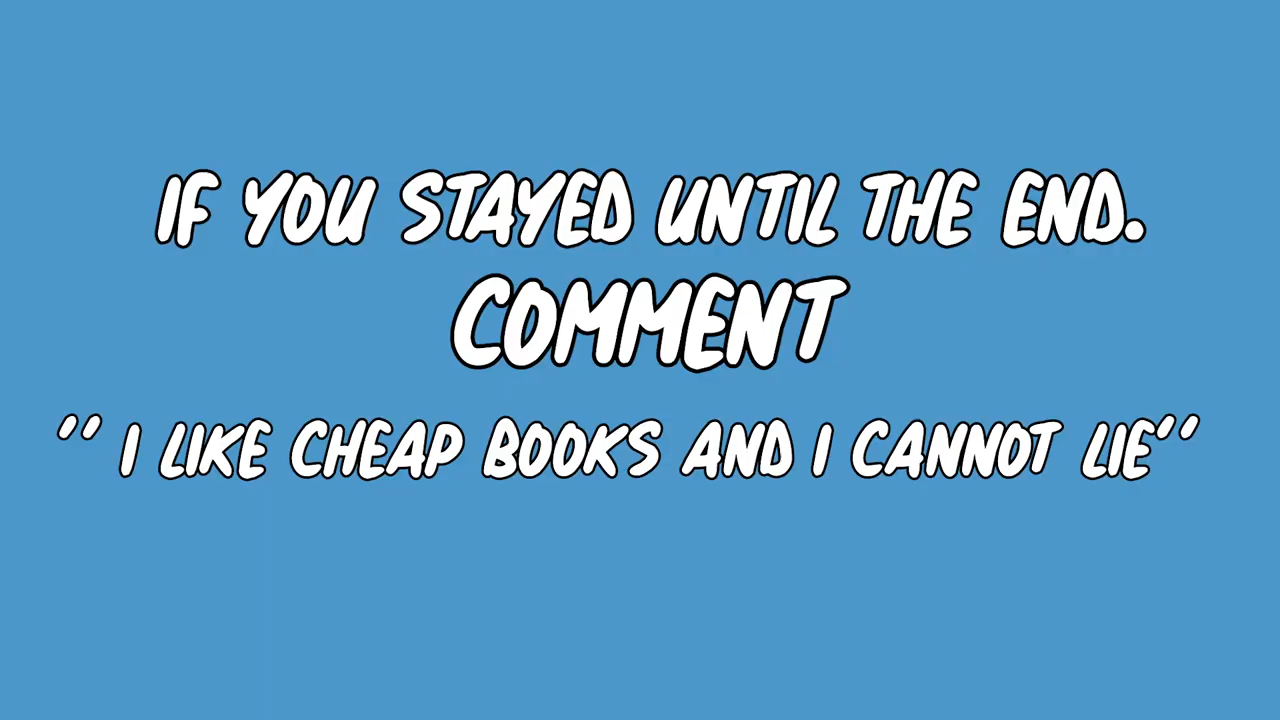 IF YOU STAYED UNTIL THE END.
COMMENT
" I LIKE CHEAP BOOKS AND I CANNOT LIE"